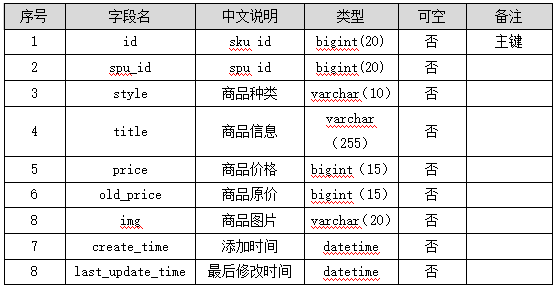 序号 字段名 中文说明 类型 可空 备注
1 id sku id bigint(20) 否 主键
2 spu_id spu id bigint(20) 否
3 style 商品种类 varchar(10) 否
4 title 商品信息 varchar
（255） 否
5 price 商品价格 bigint（15） 否
6 old_price 商品原价 bigint（15） 否
8 img 商品图片 varchar(20) 否
7 create_time 添加时间 datetime 否
8 last_update_time 最后修改时间 datetime 否